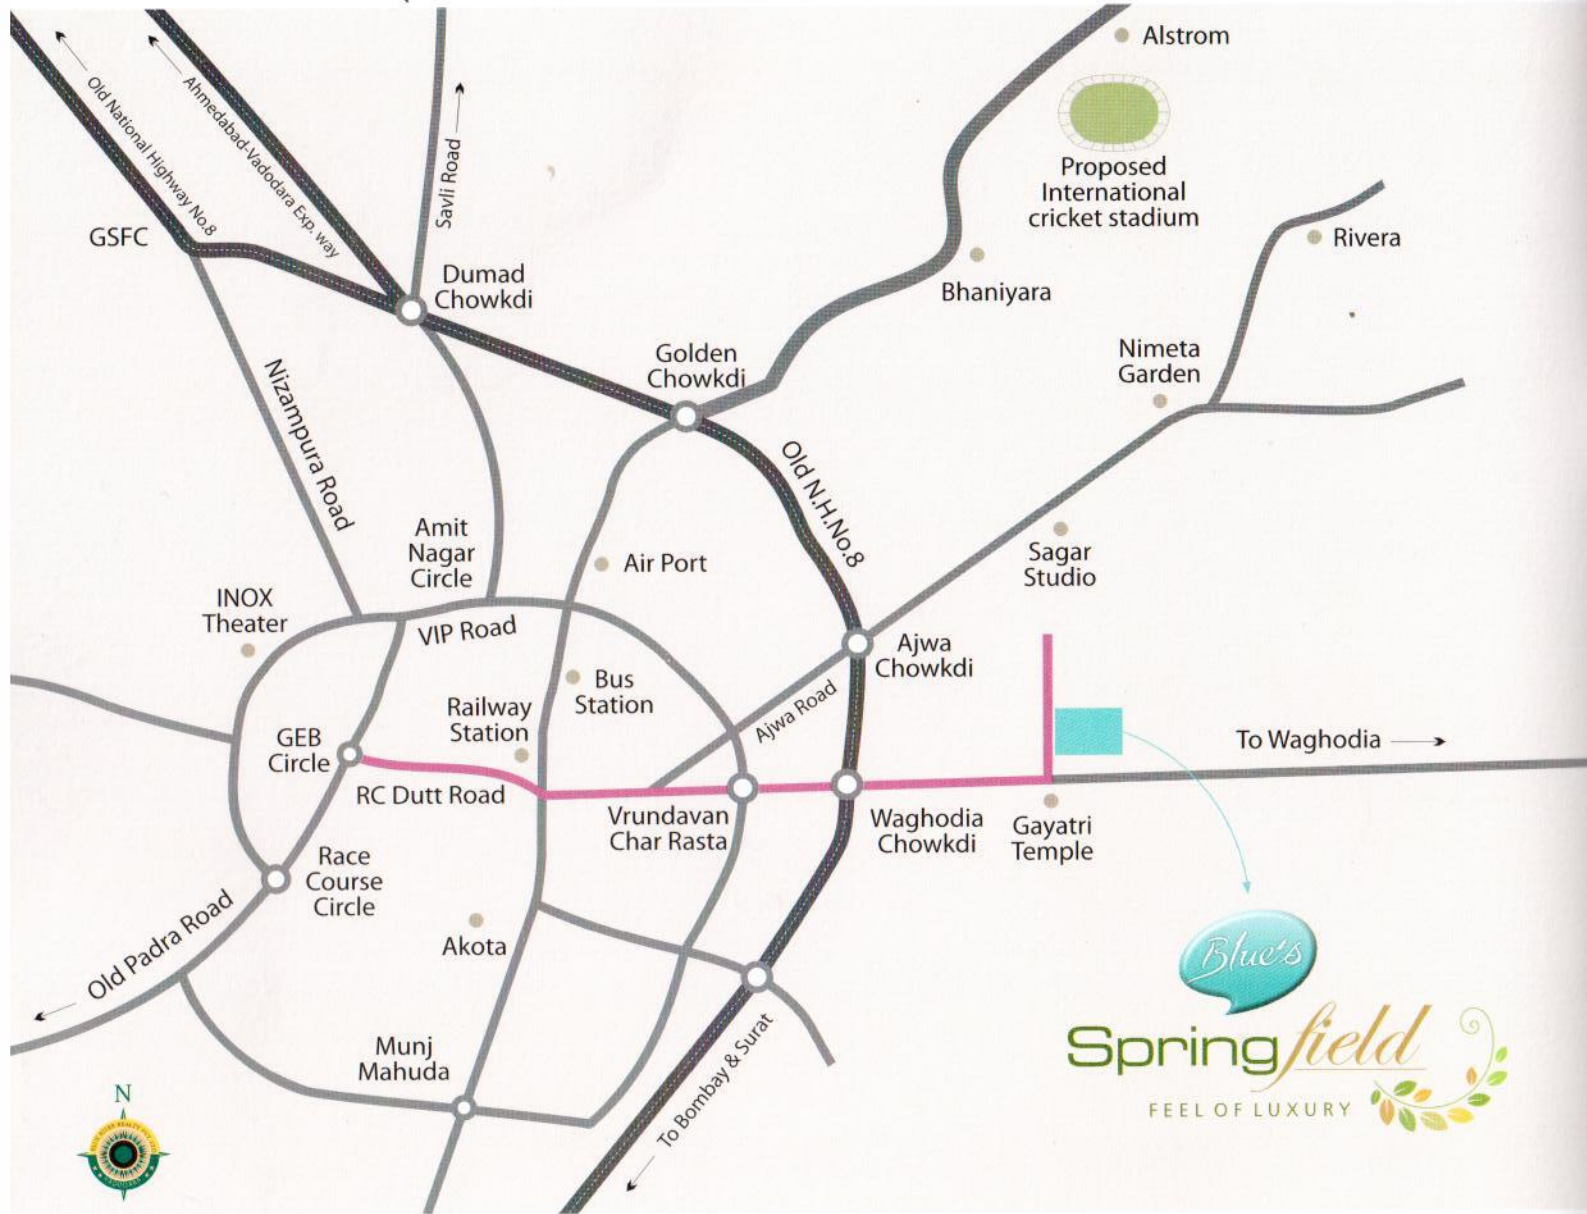 Alstrom
Proposed
International
cricket stadium
Old National Highway No.8
Ahmedabad-Vadodara Exp. way
Savli Road
GSFC
Dumad
Chowkdi
Rivera
Bhaniyara
Golden
Chowkdi
Nimeta
Garden
Nizampura Road
Old N.H.No.8
Amit
Nagar
Circle
Air Port
Sagar
Studio
INOX
Theater
VIP Road
Ajwa
Chowkdi
Bus
Station
Railway
Station
Ajwa Road
GEB
Circle
To Waghodia
RC Dutt Road
Vrundavan
Char Rasta
Waghodia
Chowkdi
Gayatri
Temple
Race
Course
Circle
Old Padra Road
Akota
Blue's
Springfield
FEEL OF LUXURY
Munj
Mahuda
To Bombay & Surat
N